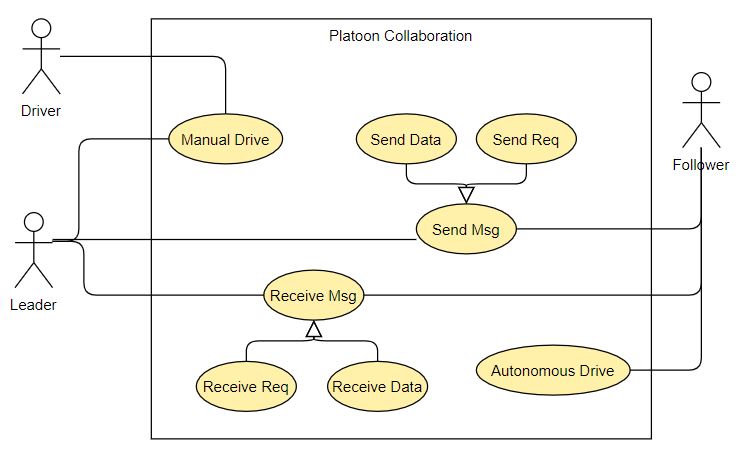 Platoon Collaboration
Driver
Manual Drive
Send Data
Send Req
Follower
Send Msg
Leader
Receive Msg
Autonomous Drive
Receive Req
Receive Data